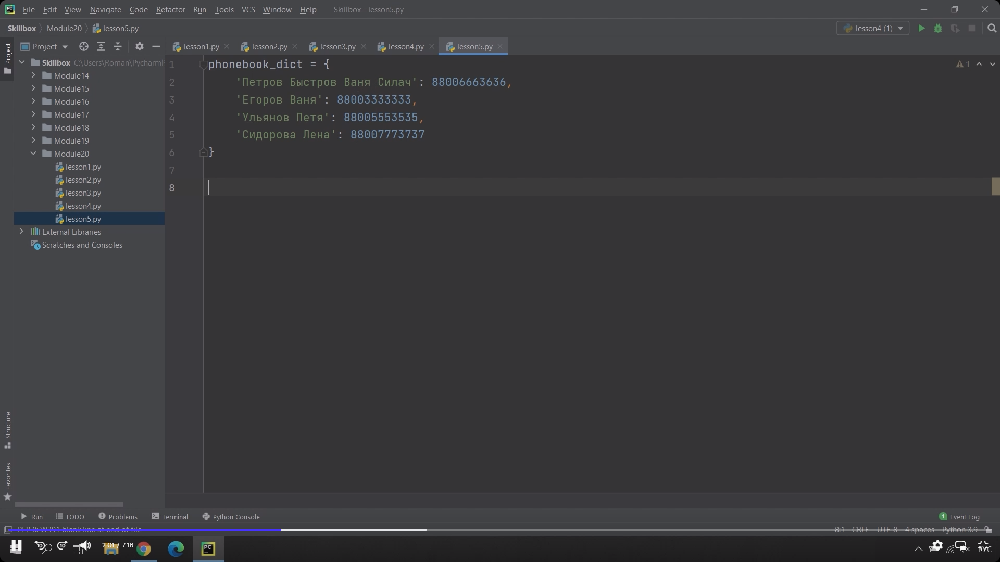 File Edit View Navigate Code Refactor Run Tools VCS Window Help Skillbox - lesson5.py
Skillbox Module20 lesson5.py lesson4 (1)
Project lesson1.py lesson2.py lesson3.py lesson4.py lesson5.py
Project
Skillbox C:\Users\Roman\PycharmP
Module14
Module15
Module16
Module17
Module18
Module19
Module20
lesson1.py
lesson2.py
lesson3.py
lesson4.py
lesson5.py
External Libraries
Scratches and Consoles
1 phonebook_dict = {
2 'Петров Быстров Ваня Силач': 88006663636,
3 'Егоров Ваня': 88003333333,
4 'Ульянов Петя': 88005553535,
5 'Сидорова Лена': 88007773737
6 }
7
8
1
Structure
Favorites
Run TODO Problems Terminal Python Console 1 Event Log
PEP 8: W391 blank line at end of file 8:1 CRLF UTF-8 4 spaces Python 3.9
10 10 2:01 / 7:16 PC РУС